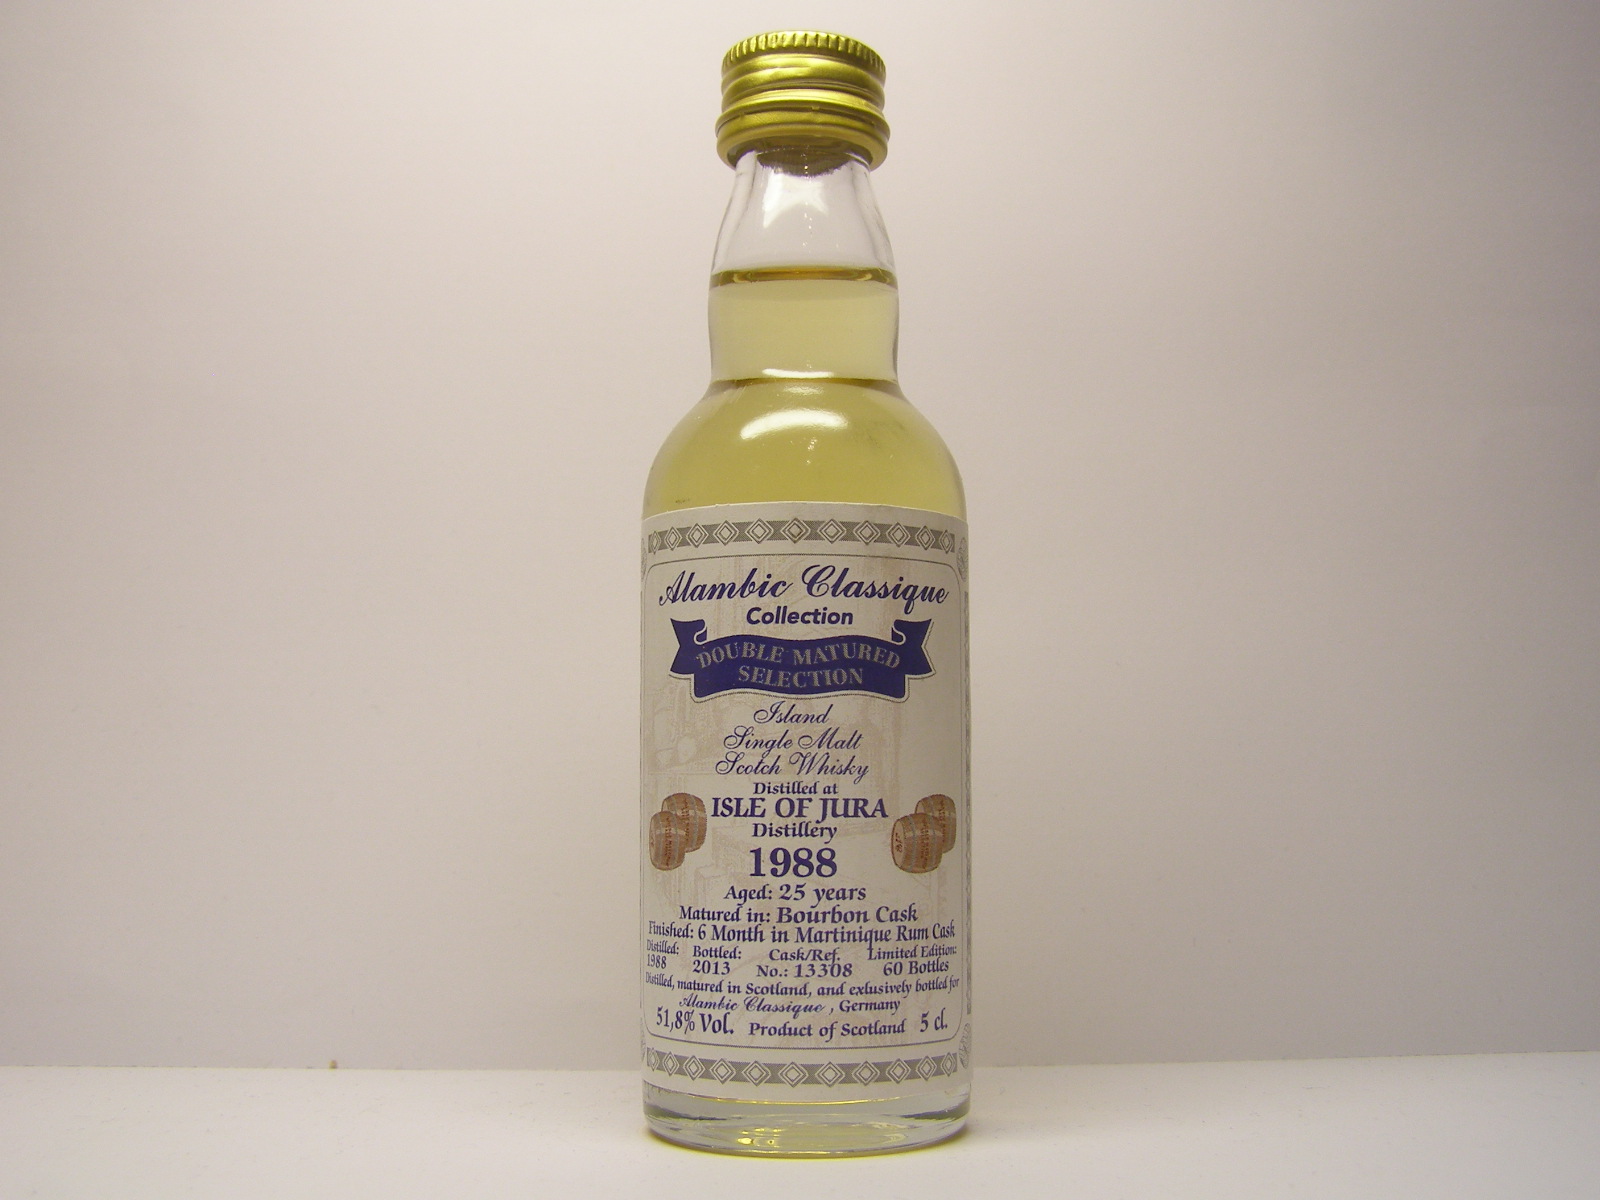 Alambic Classique
Collection
DOUBLE MATURED
SELECTION
Island
Single Malt
Scotch Whisky
Distilled at
ISLE OF JURA
Distillery
1988
Aged: 25 years
Matured in: Bourbon Cask
Finished: 6 Month in Martinique Rum Cask
Distilled: Bottled: Cask/Ref. Limited Edition:
1988 2013 No.: 13308 60 Bottles
Distilled, matured in Scotland, and exlusively bottled for
Alambic Classique, Germany
51,8% Vol. Product of Scotland 5 cl.